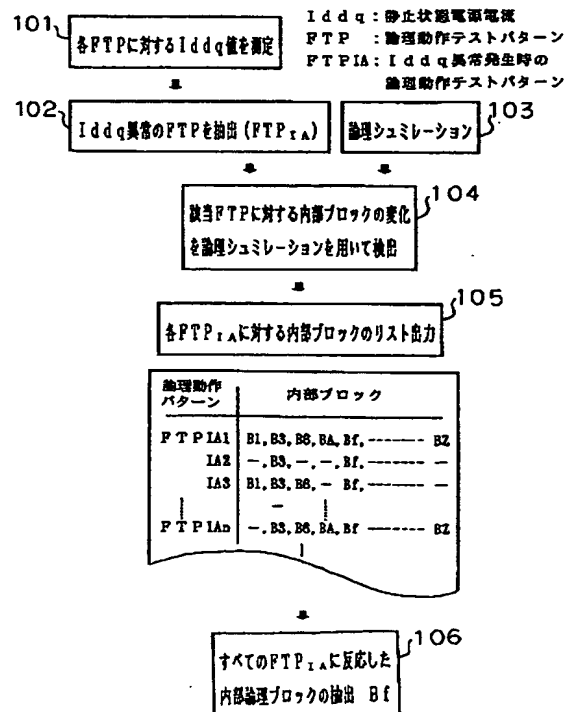 101
各FTPに対するIddq値を測定
Iddq:静止状態電源電流
FTP :論理動作テストパターン
FTPIA:Iddq異常発生時の
論理動作テストパターン
102
Iddq異常のFTPを抽出(FTPIA)
103
論理シュミレーション
104
該当FTPに対する内部ブロックの変化
を論理シュミレーションを用いて検出
105
各FTPIAに対する内部ブロックのリスト出力
論理動作
パターン
内部ブロック
FTPIA1 B1,B3,B6,BA,Bf,------- BZ
IA2 -,B3,-,-,Bf,------- -
IA3 B1,B3,B6,- Bf,------- -
FTPIAn -,B3,B6,BA,Bf ------- BZ
106
すべてのFTPIAに反応した
内部論理ブロックの抽出 Bf